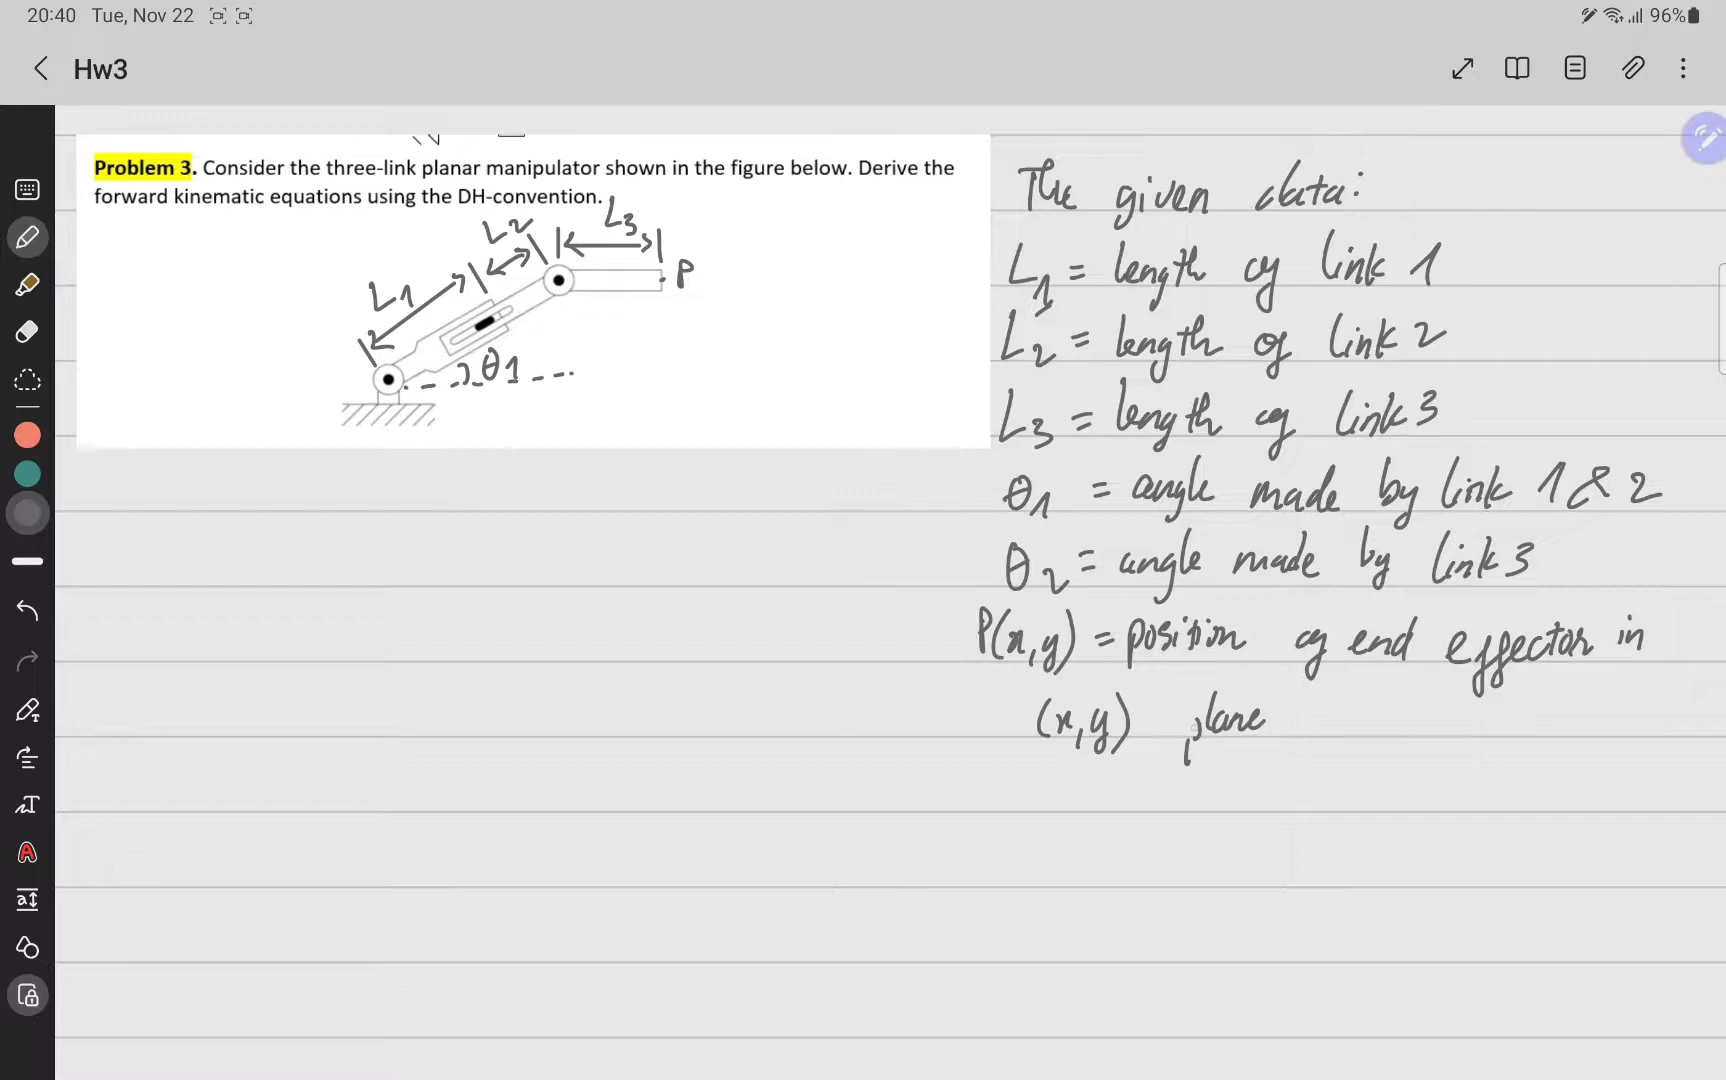 20:40 Tue, Nov 22 96%
Hw3
Problem 3. Consider the three-link planar manipulator shown in the figure below. Derive the
forward kinematic equations using the DH-convention.
L3
L2
L1
P
θ1
The given data:
L1 = length of link 1
L2 = length of link 2
L3 = length of link 3
θ1 = angle made by link 1 & 2
θ2 = angle made by link 3
P(x,y) = position of end effector in
(x,y) plane